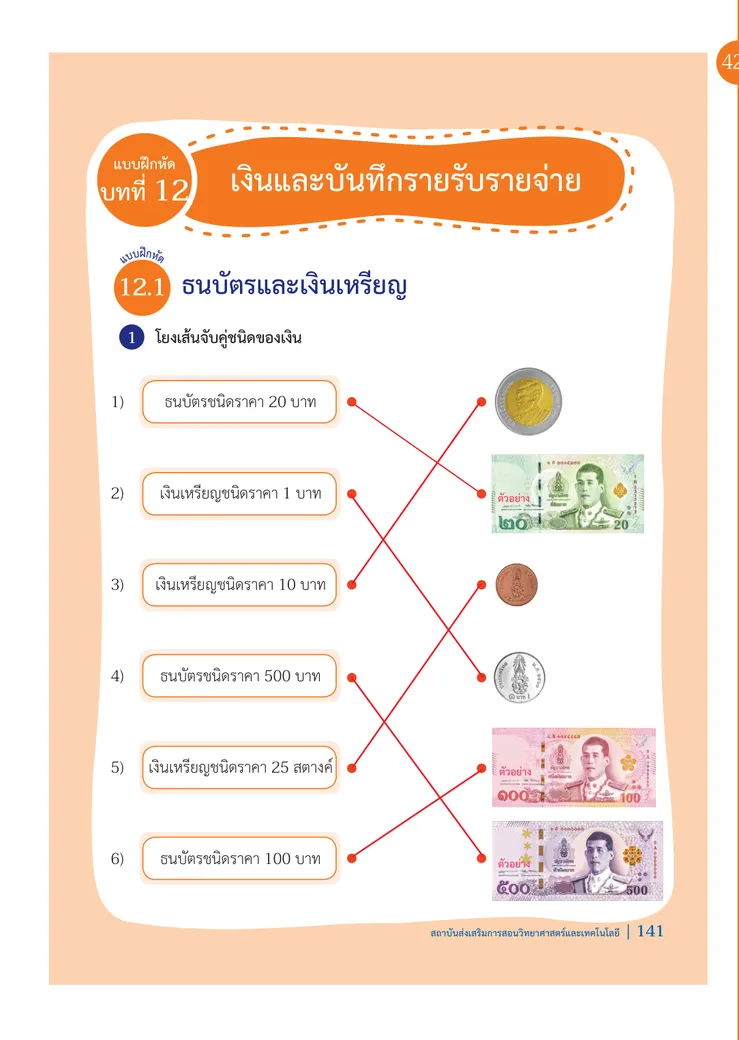 42
แบบฝึกหัด
บทที่ 12
เงินและบันทึกรายรับรายจ่าย
แบบฝึกหัด
12.1 ธนบัตรและเงินเหรียญ
1 โยงเส้นจับคู่ชนิดของเงิน
1) ธนบัตรชนิดราคา 20 บาท
ตัวอย่าง
๒๐ 20
2) เงินเหรียญชนิดราคา 1 บาท
3) เงินเหรียญชนิดราคา 10 บาท
4) ธนบัตรชนิดราคา 500 บาท
5) เงินเหรียญชนิดราคา 25 สตางค์
ตัวอย่าง
๑๐๐ 100
6) ธนบัตรชนิดราคา 100 บาท
ตัวอย่าง
๕๐๐ 500
สถาบันส่งเสริมการสอนวิทยาศาสตร์และเทคโนโลยี | 141